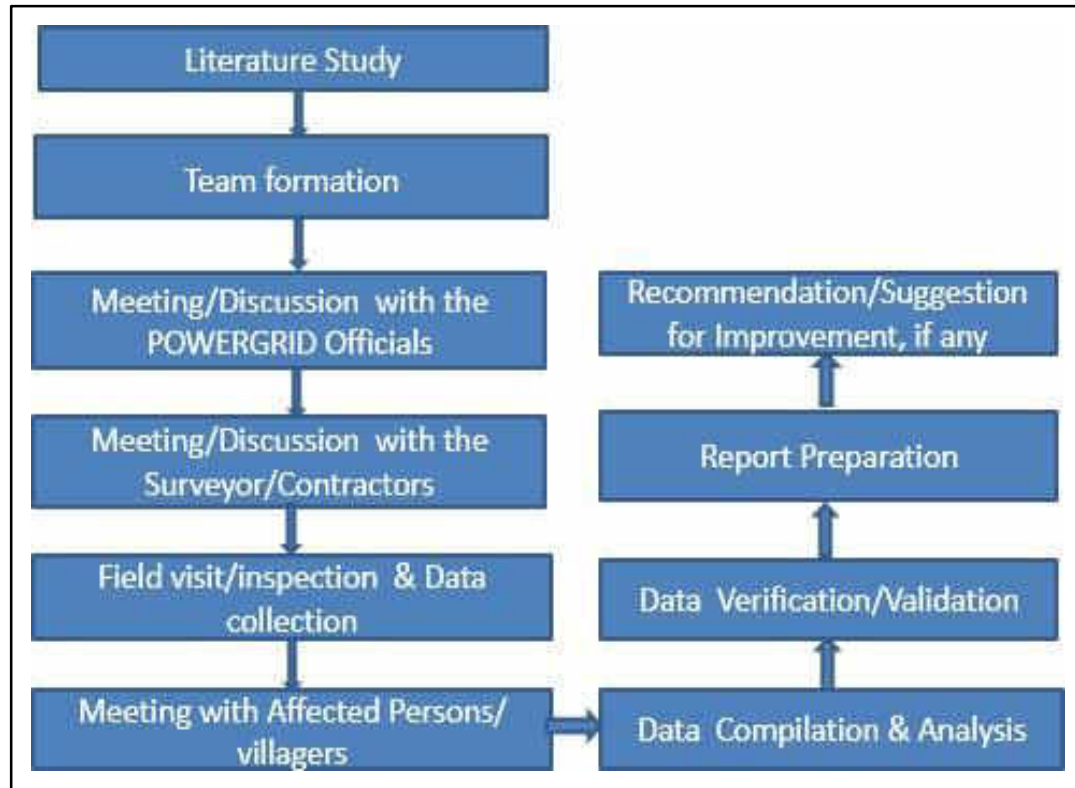 Literature Study
Team formation
Meeting/Discussion with the
POWERGRID Officials
Meeting/Discussion with the
Surveyor/Contractors
Field visit/inspection & Data
collection
Meeting with Affected Persons/
villagers
Data Compilation & Analysis
Data Verification/Validation
Report Preparation
Recommendation/Suggestion
for Improvement, if any